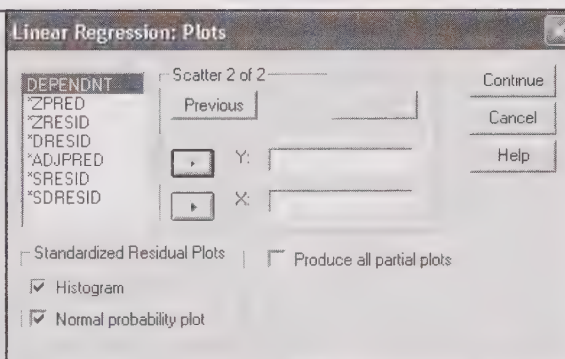 Linear Regression: Plots
DEPENDNT
*ZPRED
*ZRESID
*DRESID
*ADJPRED
*SRESID
*SDRESID
Scatter 2 of 2
Previous
Y:
X:
Continue
Cancel
Help
Standardized Residual Plots
Histogram
Normal probability plot
Produce all partial plots